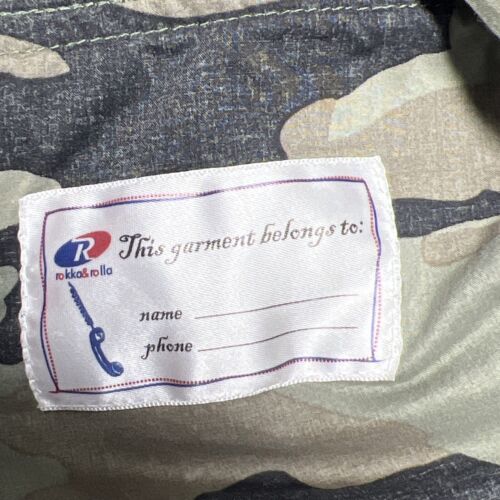 R
rokka&rolla
This garment belongs to:
name
phone